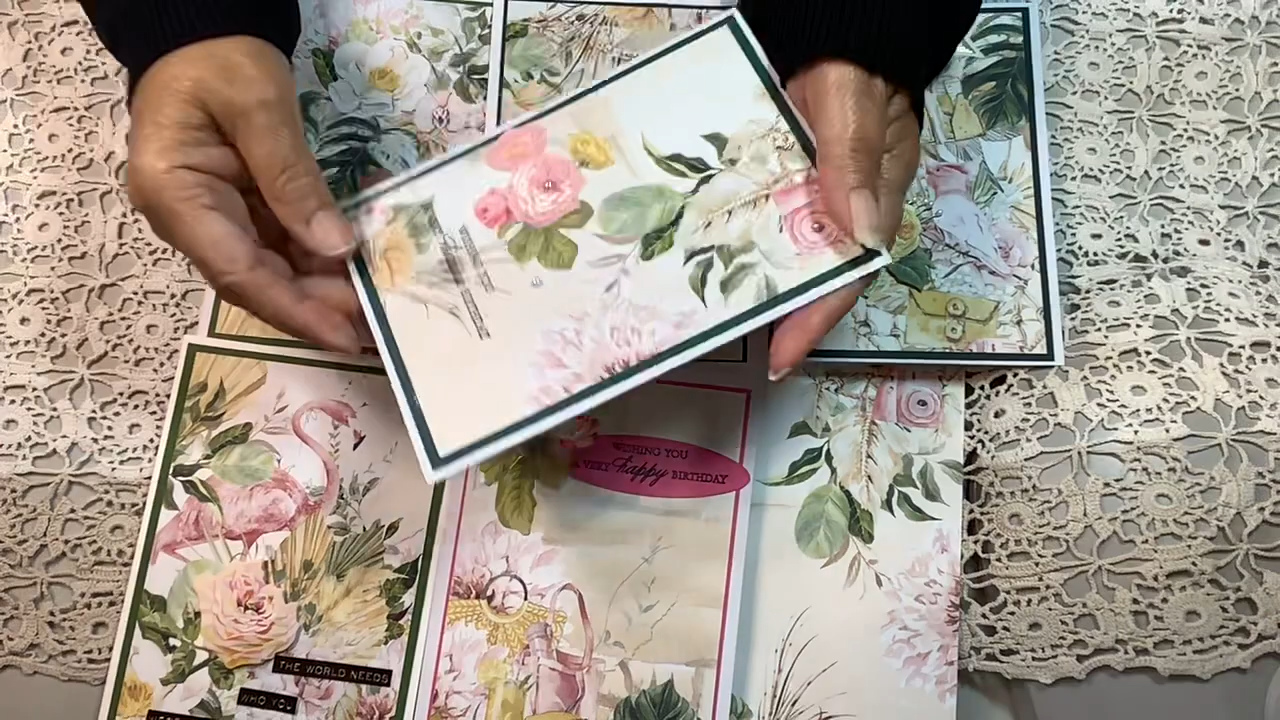 WISHING YOU
A VERY happy BIRTHDAY
THE WORLD NEEDS
WHO YOU